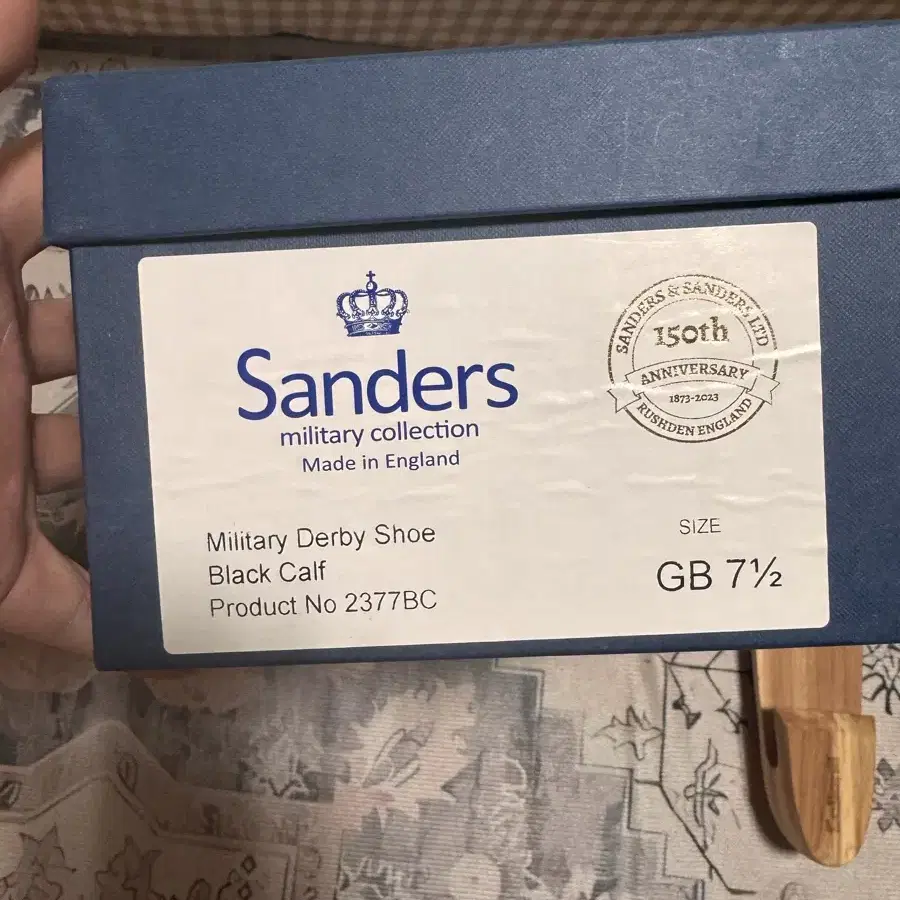 Sanders
military collection
Made in England
SANDERS & SANDERS LTD
150th
ANNIVERSARY
1873-2023
RUSHDEN ENGLAND
Military Derby Shoe
Black Calf
Product No 2377BC
SIZE
GB 7½